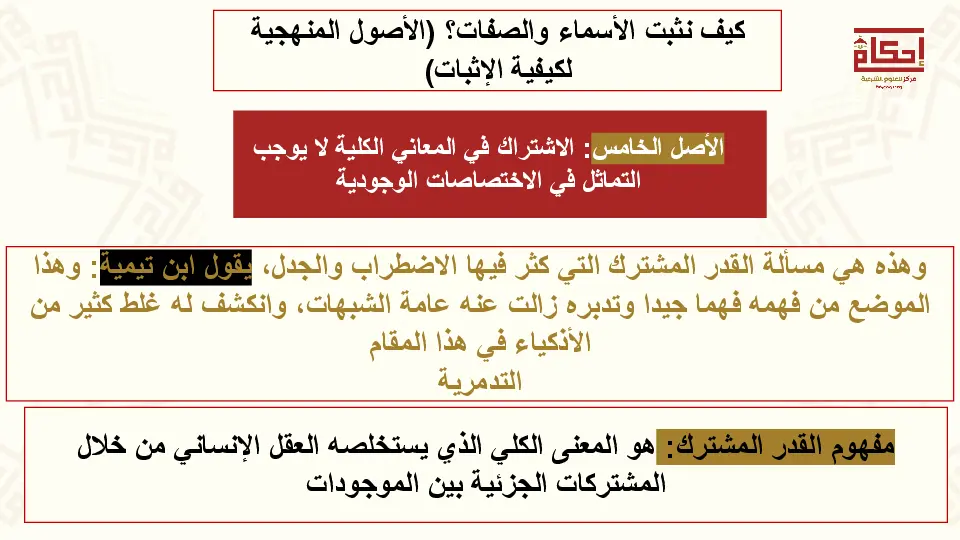 كيف نثبت الأسماء والصفات؟ (الأصول المنهجية
لكيفية الإثبات)
إحكام
مركز للعلوم الشرعية
الأصل الخامس: الاشتراك في المعاني الكلية لا يوجب
التماثل في الاختصاصات الوجودية
وهذه هي مسألة القدر المشترك التي كثر فيها الاضطراب والجدل، يقول ابن تيمية: وهذا
الموضع من فهمه فهما جيدا وتدبره زالت عنه عامة الشبهات، وانكشف له غلط كثير من
الأذكياء في هذا المقام
التدمرية
مفهوم القدر المشترك: هو المعنى الكلي الذي يستخلصه العقل الإنساني من خلال
المشتركات الجزئية بين الموجودات